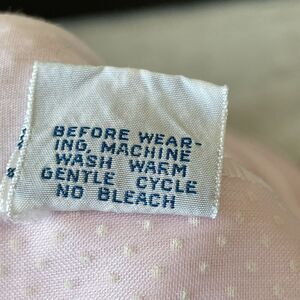 BEFORE WEAR-
ING, MACHINE
WASH WARM
GENTLE CYCLE
NO BLEACH